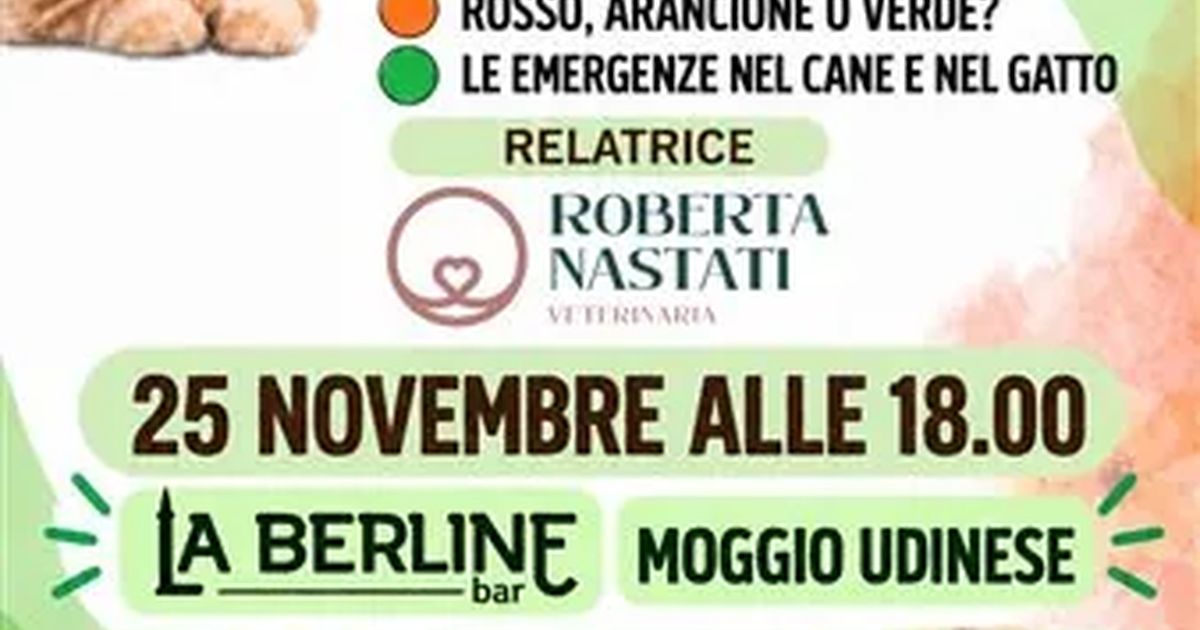 ROSSO, ARANCIONE O VERDE?
LE EMERGENZE NEL CANE E NEL GATTO
RELATRICE
ROBERTA
NASTATI
VETERINARIA
25 NOVEMBRE ALLE 18.00
LA BERLINE
bar
MOGGIO UDINESE